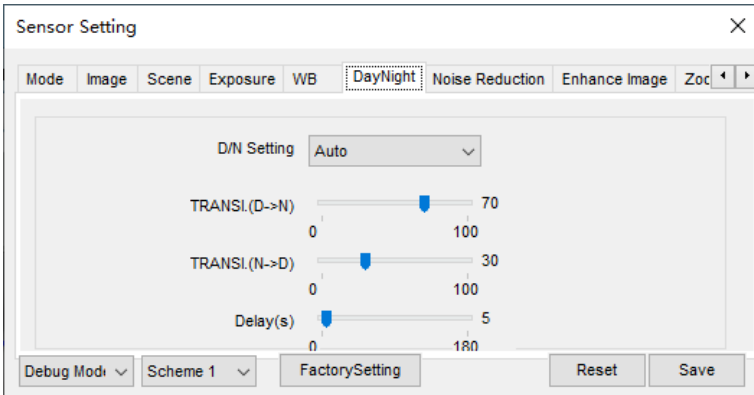 Sensor Setting
Mode Image Scene Exposure WB DayNight Noise Reduction Enhance Image
D/N Setting Auto
TRANSI.(D->N) 70
0 100
TRANSI.(N->D) 30
0 100
Delay(s) 5
0 180
Debug Scheme 1 FactorySetting Reset Save